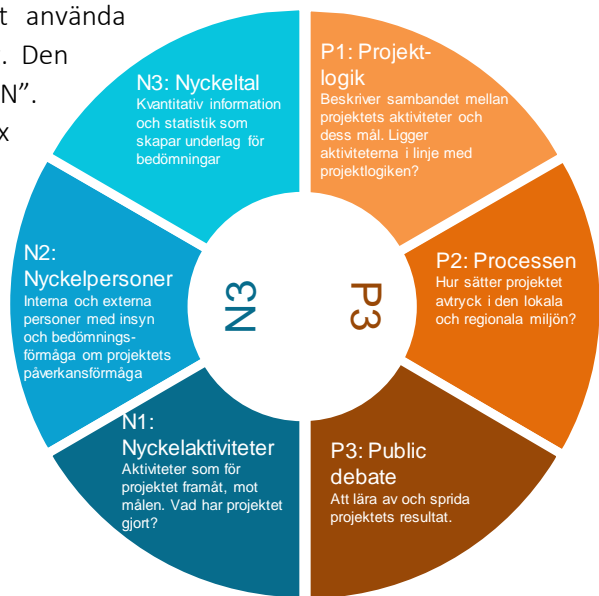 t använda
. Den
N”.
x
N3: Nyckeltal
Kvantitativ information
och statistik som
skapar underlag för
bedömningar
P1: Projekt-
logik
Beskriver sambandet mellan
projektets aktiviteter och
dess mål. Ligger
aktiviteterna i linje med
projektlogiken?
N2:
Nyckelpersoner
Interna och externa
personer med insyn
och bedömnings-
förmåga om projektets
påverkansförmåga
P2: Processen
Hur sätter projektet
avtryck i den lokala
och regionala miljön?
N3
P3
N1:
Nyckelaktiviteter
Aktiviteter som för
projektet framåt, mot
målen. Vad har projektet
gjort?
P3: Public
debate
Att lära av och sprida
projektets resultat.